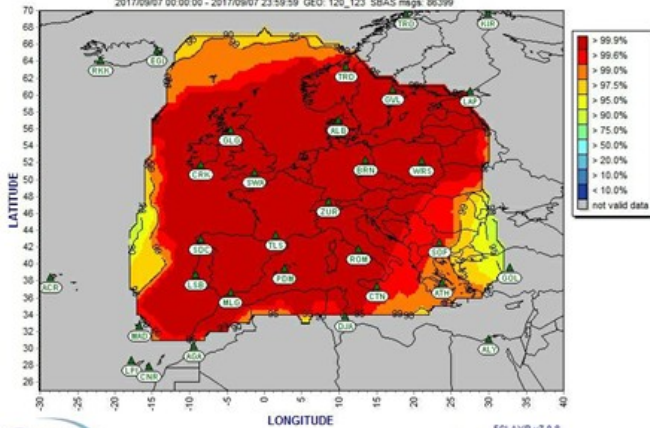 2017/09/07 00:00:00 - 2017/09/07 23:59:59 GEO: 120_123 SBAS msgs: 86399
70
68
66
64
62
60
58
56
54
52
50
48
46
44
42
40
38
36
34
32
30
28
26
LATITUDE
TRO
KIR
RKK
EGI
TRD
GVL
LAP
GLG
ALB
CRK
SWA
BRN
WRS
ZUR
SDC
TLS
ROM
SOF
GOL
ACR
LSB
PDM
MLG
CTN
ATH
MAD
DJA
AGA
ALY
LPI
CNR
-30 -25 -20 -15 -10 -5 0 5 10 15 20 25 30 35 40
LONGITUDE
> 99.9%
> 99.6%
> 99.0%
> 97.5%
> 95.0%
> 90.0%
> 75.0%
> 50.0%
> 20.0%
> 10.0%
< 10.0%
not valid data